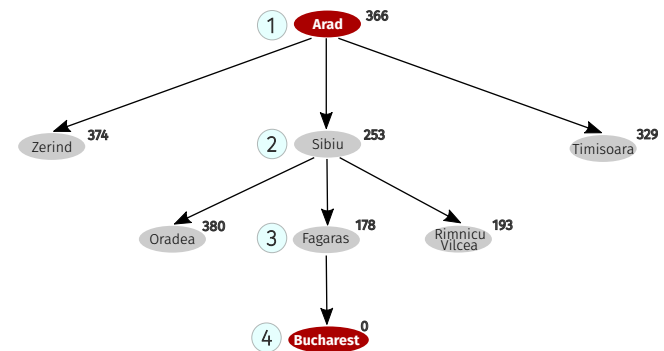 1 Arad 366
Zerind 374
2 Sibiu 253
Timisoara 329
Oradea 380
3 Fagaras 178
Rimnicu
Vilcea 193
4 Bucharest 0